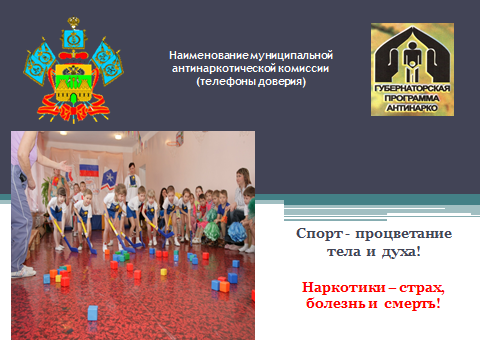 Наименование муниципальной
антинаркотической комиссии
(телефоны доверия)
ГУБЕРНАТОРСКАЯ
ПРОГРАММА
АНТИНАРКО
Спорт - процветание
тела и духа!
Наркотики – страх,
болезнь и смерть!